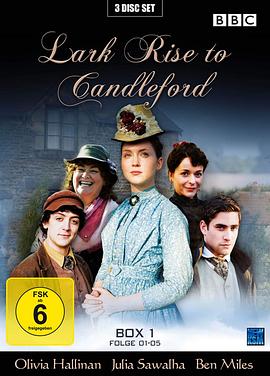 3 DISC SET
BBC
Lark Rise to
Candleford
FSK
ab
6
freigegeben
BOX 1
FOLGE 01-05
Olivia Hallinan Julia Sawalha Ben Miles